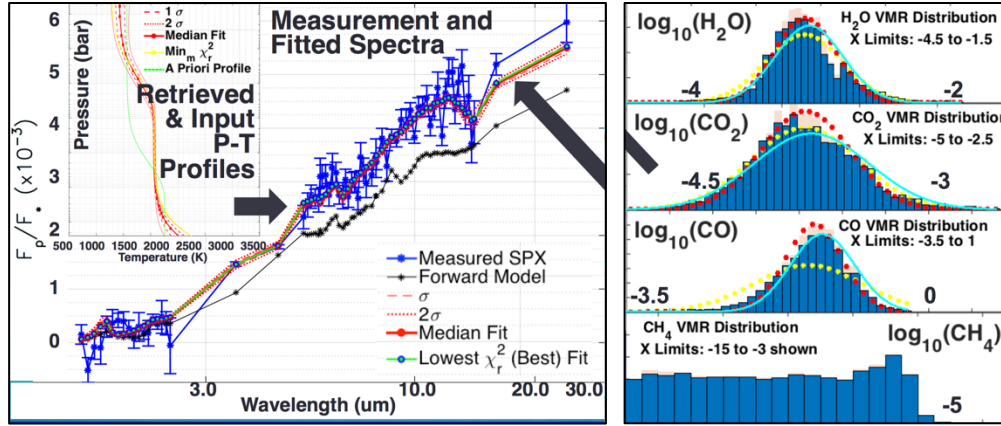 Measurement and
Fitted Spectra
1 σ
2 σ
Median Fit
Min_m χ_r^2
A Priori Profile
Retrieved
& Input
P-T
Profiles
Pressure (bar)
500 1000 1500 2000 2500 3000 3500
Temperature (K)
F_p/F_* (×10^-3)
6
5
4
3
2
1
0
Measured SPX
Forward Model
σ
2σ
Median Fit
Lowest χ_r^2 (Best) Fit
3.0 10.0 20.0 30.0
Wavelength (um)
log10(H2O)
H2O VMR Distribution
X Limits: -4.5 to -1.5
-4 -2
log10(CO2)
CO2 VMR Distribution
X Limits: -5 to -2.5
-4.5 -3
log10(CO)
CO VMR Distribution
X Limits: -3.5 to 1
-3.5 0
CH4 VMR Distribution
X Limits: -15 to -3 shown
log10(CH4)
-5